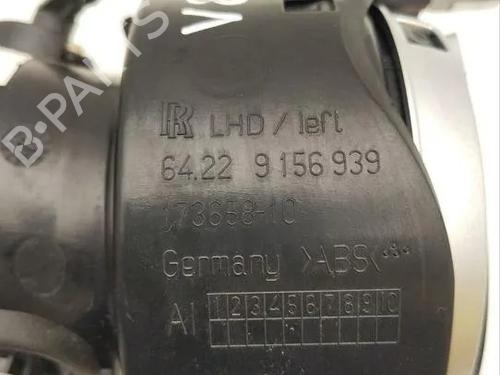 RR LHD / left
64.22 9 156 939
173658-10
Germany >ABS<
AI 1 2 3 4 5 6 7 8 9 10
B-PARTS